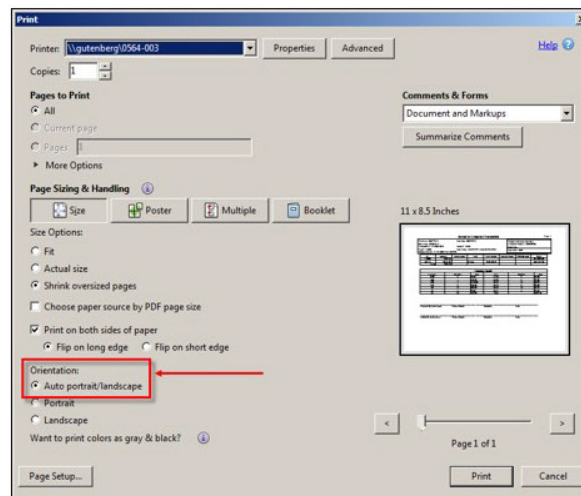 Print
Printer: \\gutenberg\0564-003 Properties Advanced Help
Copies: 1
Pages to Print
All
Current page
Pages 1
More Options
Comments & Forms
Document and Markups
Summarize Comments
Page Sizing & Handling
Size Poster Multiple Booklet
Size Options:
Fit
Actual size
Shrink oversized pages
Choose paper source by PDF page size
Print on both sides of paper
Flip on long edge Flip on short edge
Orientation:
Auto portrait/landscape
Portrait
Landscape
Want to print colors as gray & black?
11 x 8.5 Inches
< >
Page 1 of 1
Page Setup... Print Cancel